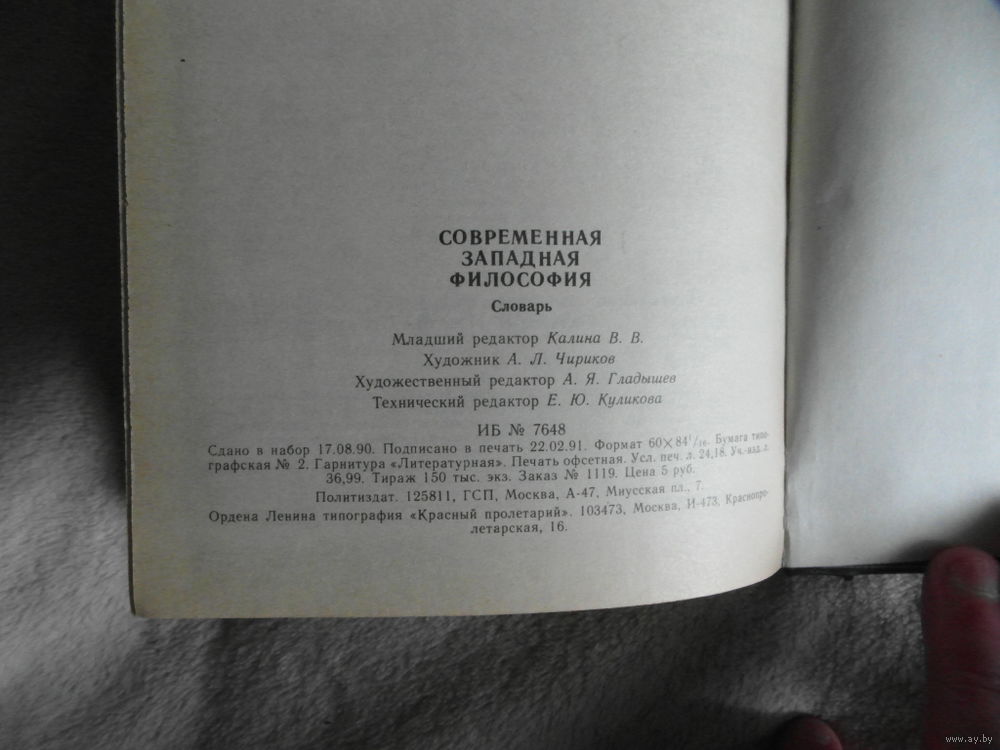 СОВРЕМЕННАЯ
ЗАПАДНАЯ
ФИЛОСОФИЯ
Словарь
Младший редактор Калина В. В.
Художник А. Л. Чириков
Художественный редактор А. Я. Гладышев
Технический редактор Е. Ю. Куликова
ИБ № 7648
Сдано в набор 17.08.90. Подписано в печать 22.02.91. Формат 60×84¹/₁₆. Бумага типо-
графская № 2. Гарнитура «Литературная». Печать офсетная. Усл. печ. л. 24,18. Уч.-изд. л.
36,99. Тираж 150 тыс. экз. Заказ № 1119. Цена 5 руб.
Политиздат. 125811, ГСП, Москва, А-47, Миусская пл., 7.
Ордена Ленина типография «Красный пролетарий». 103473, Москва, И-473, Краснопро-
летарская, 16.
www.ay.by